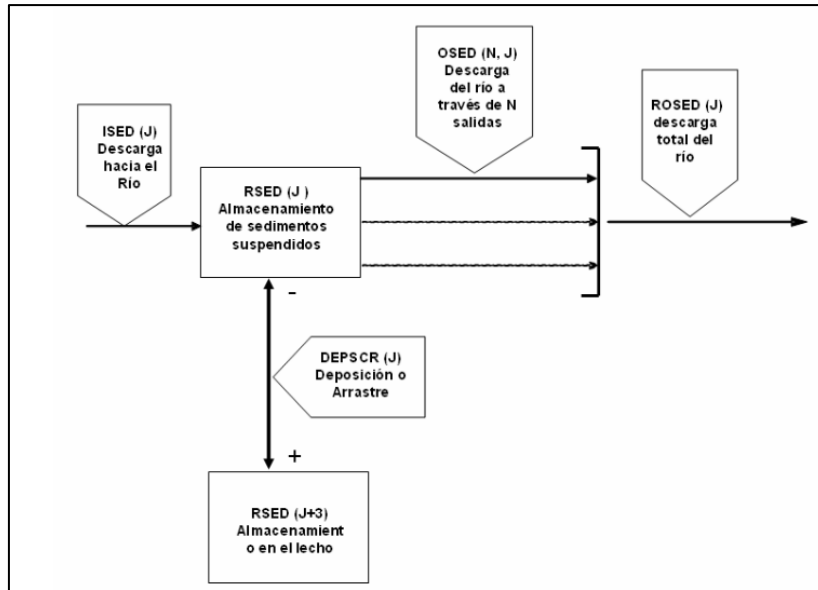 ISED (J)
Descarga
hacia el
Río
RSED (J )
Almacenamiento
de sedimentos
suspendidos
OSED (N, J)
Descarga
del río a
través de N
salidas
ROSED (J)
descarga
total del
río
-
DEPSCR (J)
Deposición o
Arrastre
+
RSED (J+3)
Almacenamient
o en el lecho